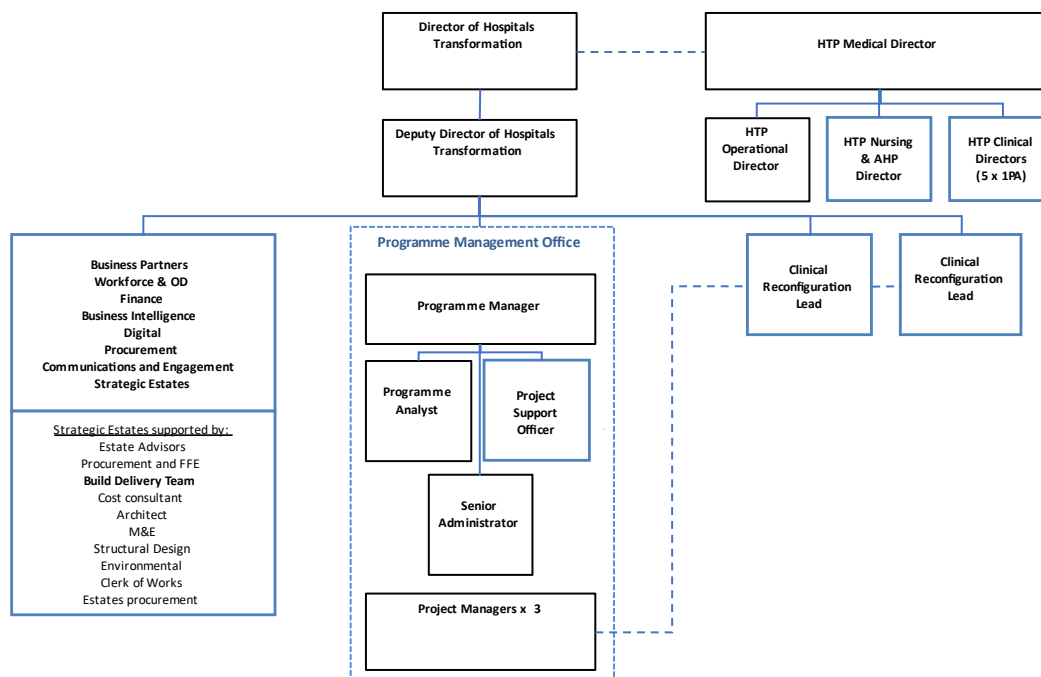 Director of Hospitals
Transformation
HTP Medical Director
Deputy Director of Hospitals
Transformation
HTP
Operational
Director
HTP Nursing
& AHP
Director
HTP Clinical
Directors
(5 x 1PA)
Business Partners
Workforce & OD
Finance
Business Intelligence
Digital
Procurement
Communications and Engagement
Strategic Estates
Strategic Estates supported by:
Estate Advisors
Procurement and FFE
Build Delivery Team
Cost consultant
Architect
M&E
Structural Design
Environmental
Clerk of Works
Estates procurement
Programme Management Office
Programme Manager
Programme
Analyst
Project
Support
Officer
Senior
Administrator
Project Managers x 3
Clinical
Reconfiguration
Lead
Clinical
Reconfiguration
Lead